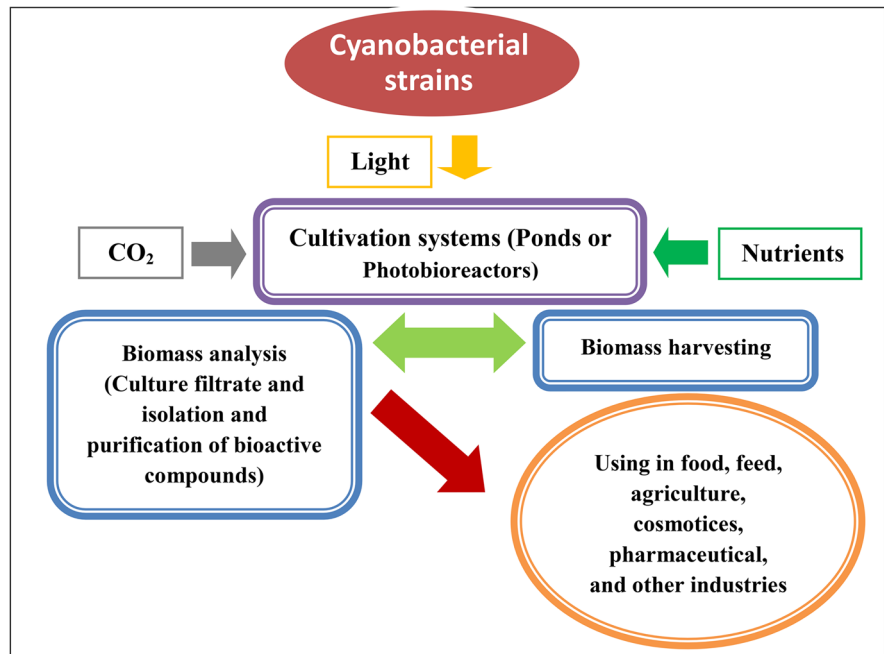 Cyanobacterial
strains
Light
Cultivation systems (Ponds or
Photobioreactors)
CO₂
Nutrients
Biomass analysis
(Culture filtrate and
isolation and
purification of bioactive
compounds)
Biomass harvesting
Using in food, feed,
agriculture,
cosmotices,
pharmaceutical,
and other industries